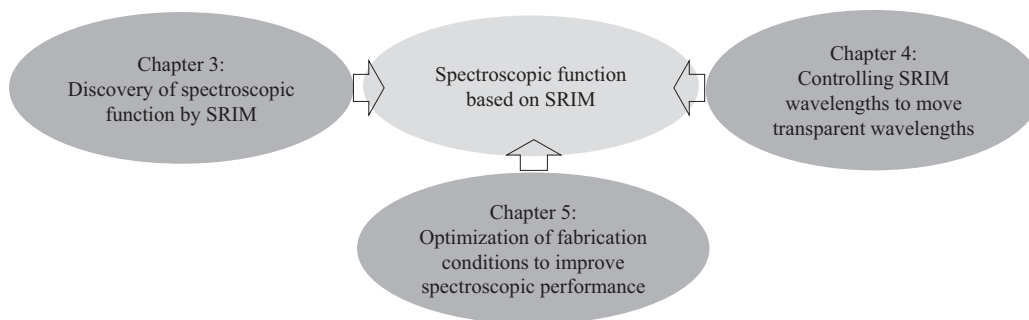 Chapter 3:
Discovery of spectroscopic
function by SRIM
Spectroscopic function
based on SRIM
Chapter 4:
Controlling SRIM
wavelengths to move
transparent wavelengths
Chapter 5:
Optimization of fabrication
conditions to improve
spectroscopic performance